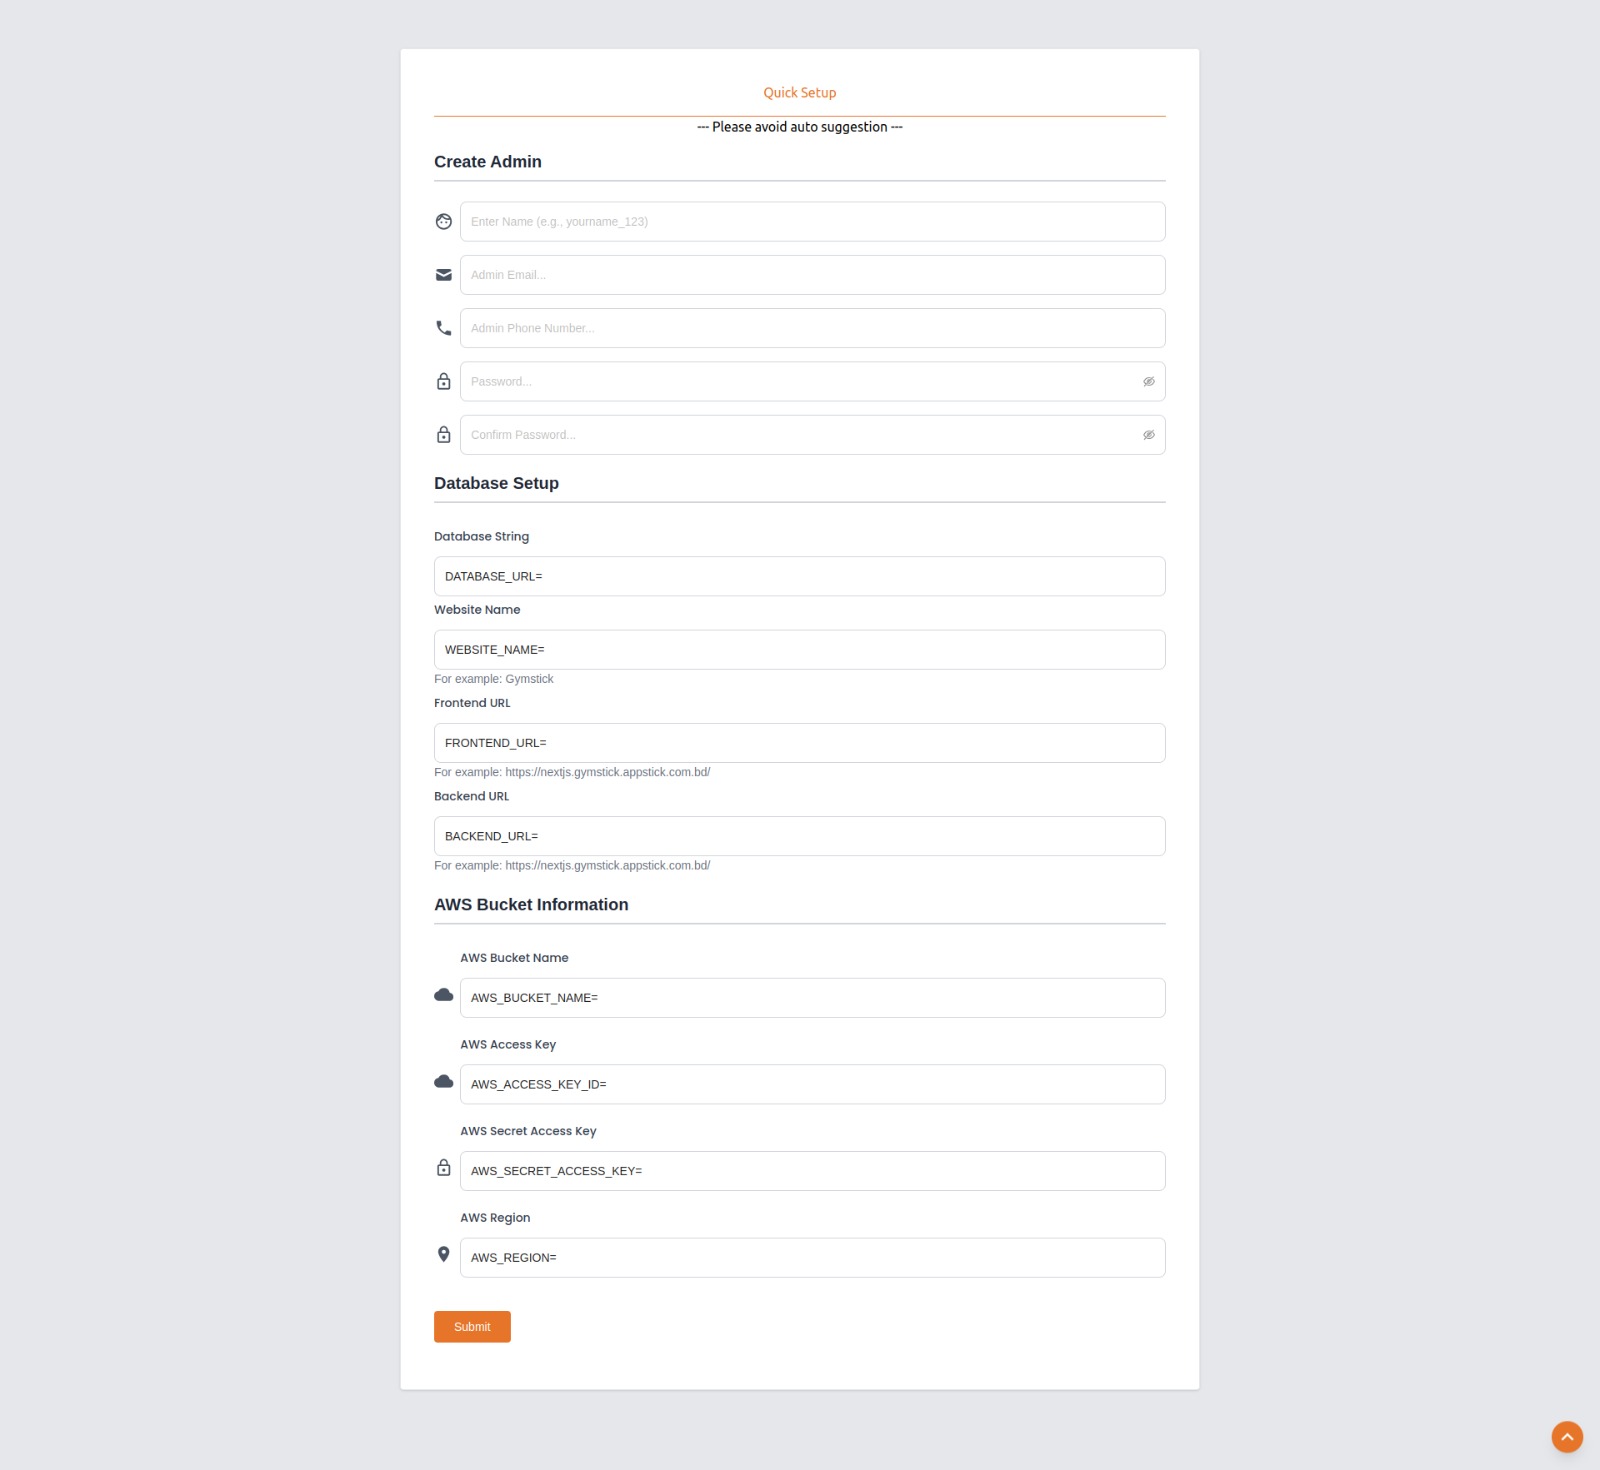 Quick Setup
--- Please avoid auto suggestion ---
Create Admin
Enter Name (e.g., yourname_123)
Admin Email...
Admin Phone Number...
Password...
Confirm Password...
Database Setup
Database String
DATABASE_URL=
Website Name
WEBSITE_NAME=
For example: Gymstick
Frontend URL
FRONTEND_URL=
For example: https://nextjs.gymstick.appstick.com.bd/
Backend URL
BACKEND_URL=
For example: https://nextjs.gymstick.appstick.com.bd/
AWS Bucket Information
AWS Bucket Name
AWS_BUCKET_NAME=
AWS Access Key
AWS_ACCESS_KEY_ID=
AWS Secret Access Key
AWS_SECRET_ACCESS_KEY=
AWS Region
AWS_REGION=
Submit